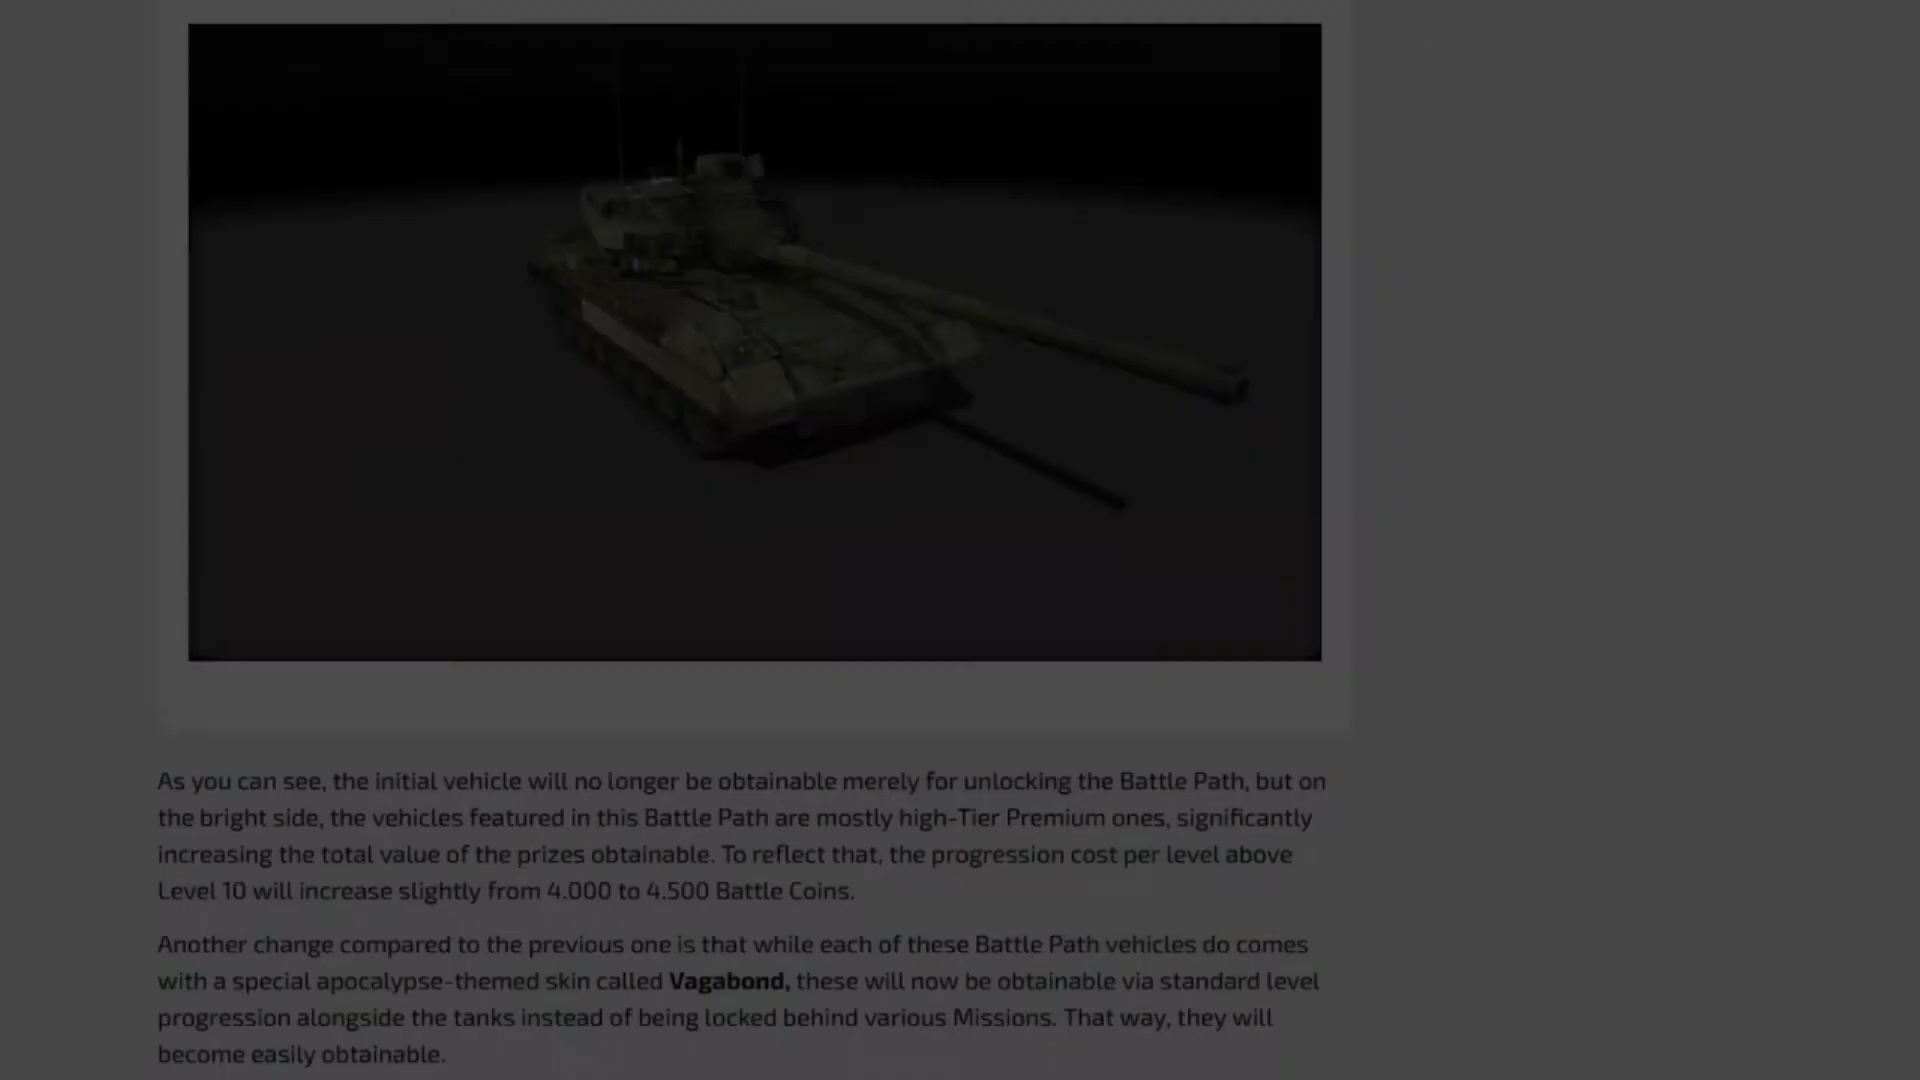 As you can see, the initial vehicle will no longer be obtainable merely for unlocking the Battle Path, but on
the bright side, the vehicles featured in this Battle Path are mostly high-Tier Premium ones, significantly
increasing the total value of the prizes obtainable. To reflect that, the progression cost per level above
Level 10 will increase slightly from 4.000 to 4.500 Battle Coins.
Another change compared to the previous one is that while each of these Battle Path vehicles do comes
with a special apocalypse-themed skin called Vagabond, these will now be obtainable via standard level
progression alongside the tanks instead of being locked behind various Missions. That way, they will
become easily obtainable.